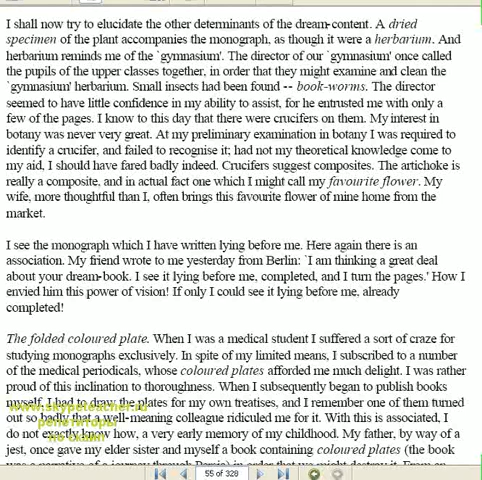 I shall now try to elucidate the other determinants of the dream-content. A dried
specimen of the plant accompanies the monograph, as though it were a herbarium. And
herbarium reminds me of the `gymnasium'. The director of our `gymnasium' once called
the pupils of the upper classes together, in order that they might examine and clean the
`gymnasium' herbarium. Small insects had been found -- book-worms. The director
seemed to have little confidence in my ability to assist, for he entrusted me with only a
few of the pages. I know to this day that there were crucifers on them. My interest in
botany was never very great. At my preliminary examination in botany I was required to
identify a crucifer, and failed to recognise it; had not my theoretical knowledge come to
my aid, I should have fared badly indeed. Crucifers suggest composites. The artichoke is
really a composite, and in actual fact one which I might call my favourite flower. My
wife, more thoughtful than I, often brings this favourite flower of mine home from the
market.
I see the monograph which I have written lying before me. Here again there is an
association. My friend wrote to me yesterday from Berlin: `I am thinking a great deal
about your dream-book. I see it lying before me, completed, and I turn the pages.' How I
envied him this power of vision! If only I could see it lying before me, already
completed!
The folded coloured plate. When I was a medical student I suffered a sort of craze for
studying monographs exclusively. In spite of my limited means, I subscribed to a number
of the medical periodicals, whose coloured plates afforded me much delight. I was rather
proud of this inclination to thoroughness. When I subsequently began to publish books
myself, I had to draw the plates for my own treatises, and I remember one of them turned
out so badly that a well-meaning colleague ridiculed me for it. With this is associated, I
do not exactly know how, a very early memory of my childhood. My father, by way of a
jest, once gave my elder sister and myself a book containing coloured plates (the book
was a narrative of a journey through Persia) in order that we might destroy it. From an
www.skypeteacher.ru
репетиторы
по скайп
55 of 328